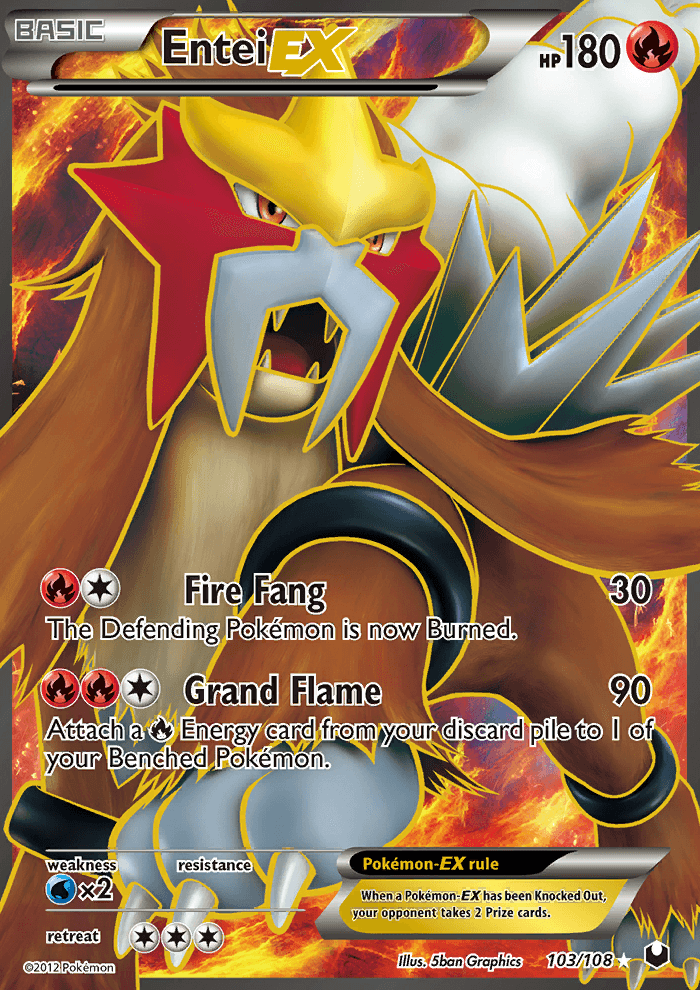 BASIC
Entei EX
HP180
Fire Fang 30
The Defending Pokémon is now Burned.
Grand Flame 90
Attach a Energy card from your discard pile to 1 of
your Benched Pokémon.
weakness resistance
×2
Pokémon-EX rule
When a Pokémon-EX has been Knocked Out,
your opponent takes 2 Prize cards.
retreat
©2012 Pokémon
Illus. 5ban Graphics 103/108